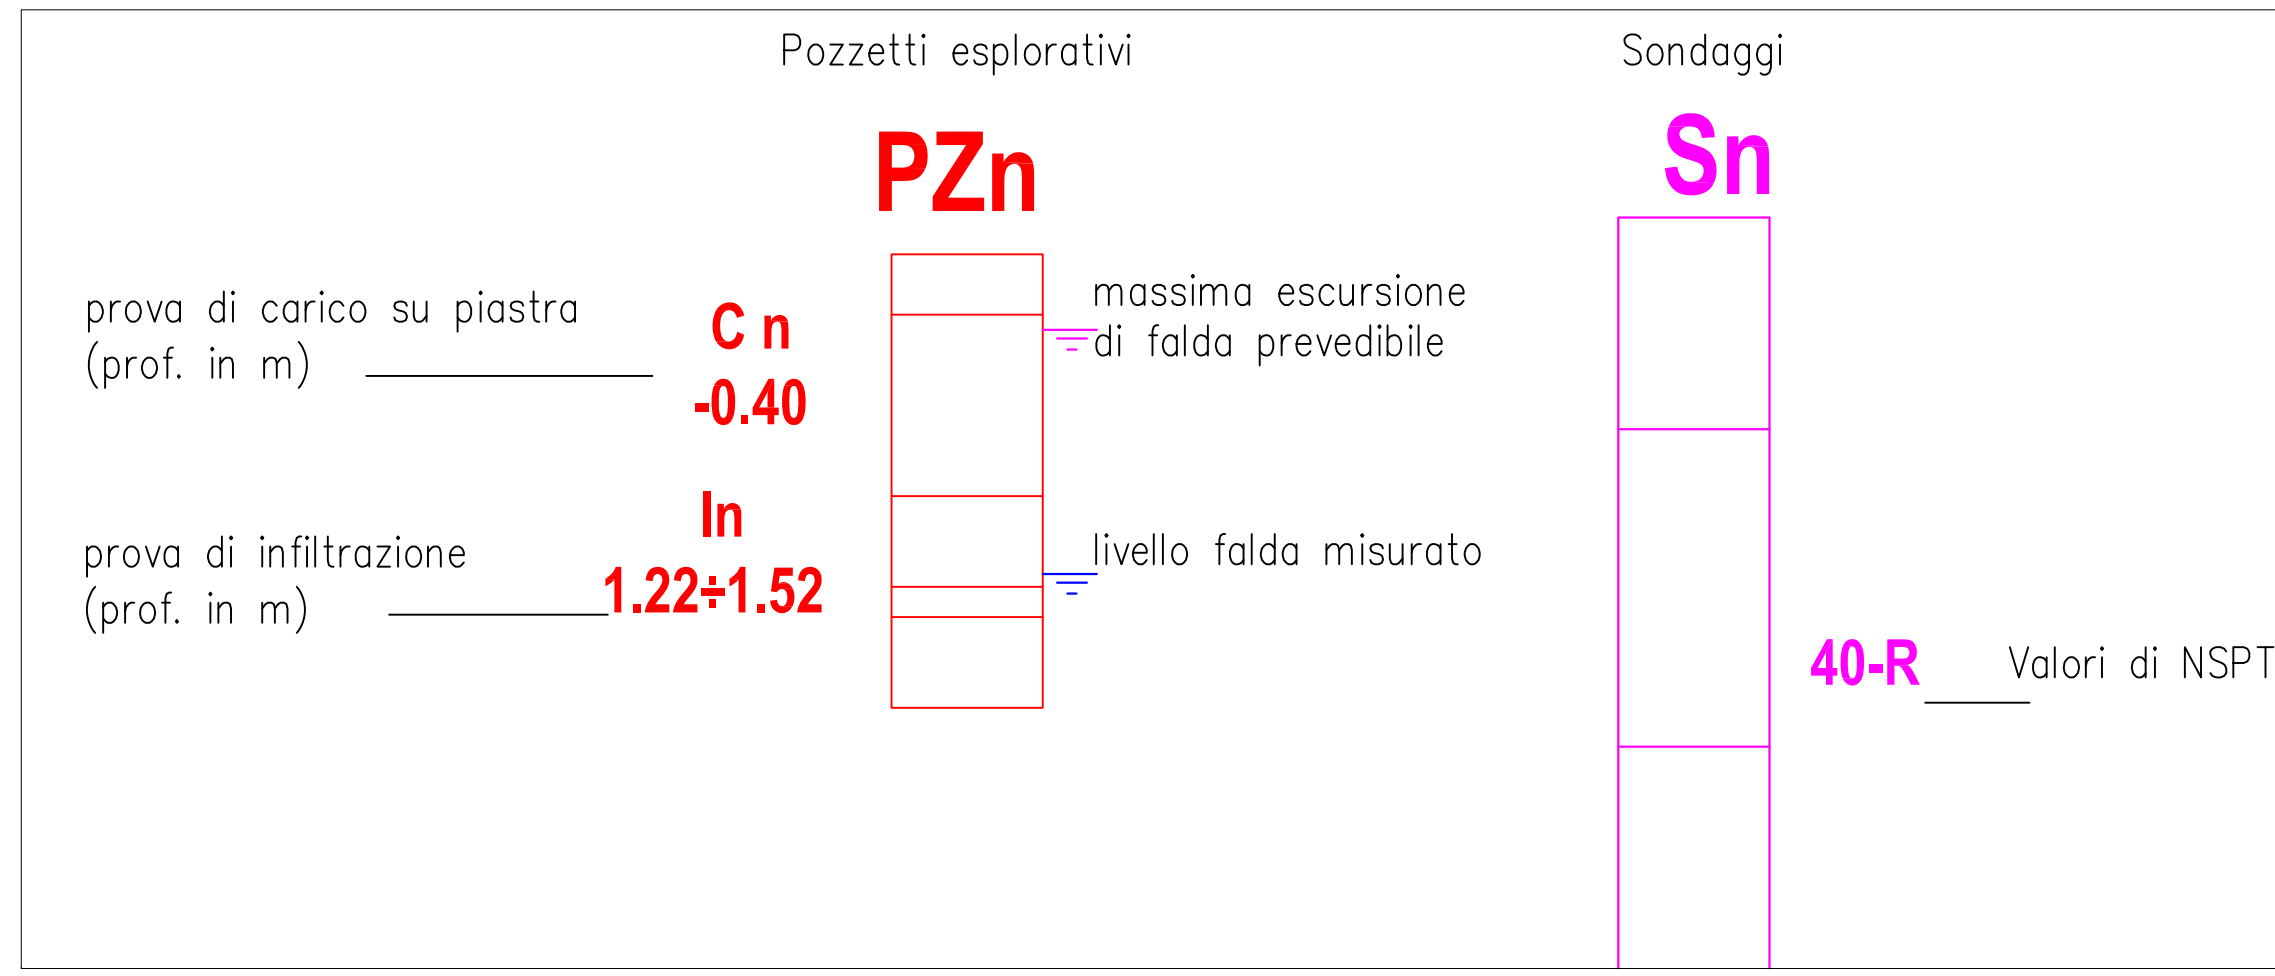 Pozzetti esplorativi
Sondaggi
PZn
Sn
prova di carico su piastra
(prof. in m)
C n
-0.40
massima escursione
di falda prevedibile
In
1.22÷1.52
prova di infiltrazione
(prof. in m)
livello falda misurato
40-R
Valori di NSPT